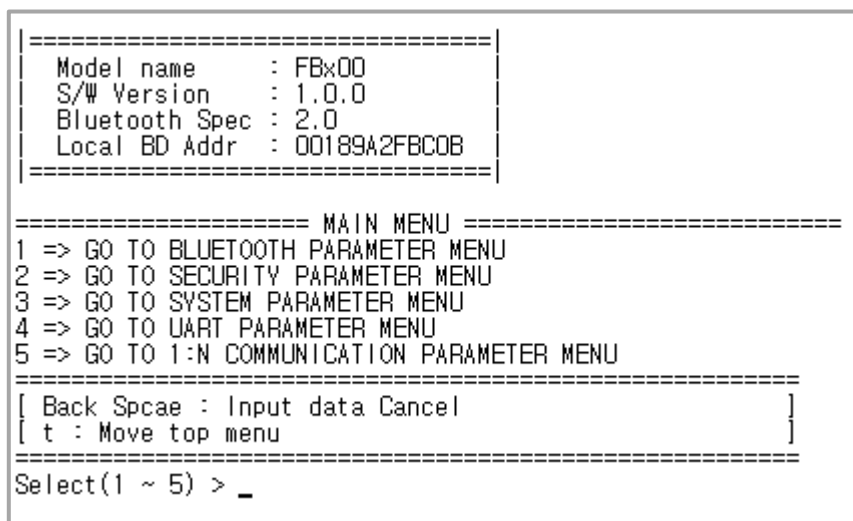 |=================================|
|  Model name      : FBx00        |
|  S/₩ Version     : 1.0.0        |
|  Bluetooth Spec : 2.0           |
|  Local BD Addr  : 00189A2FBC0B  |
|=================================|
===================== MAIN MENU ===========================
1 => GO TO BLUETOOTH PARAMETER MENU
2 => GO TO SECURITY PARAMETER MENU
3 => GO TO SYSTEM PARAMETER MENU
4 => GO TO UART PARAMETER MENU
5 => GO TO 1:N COMMUNICATION PARAMETER MENU
========================================================
[ Back Spcae : Input data Cancel                       ]
[ t : Move top menu                                    ]
========================================================
Select(1 ~ 5) > _